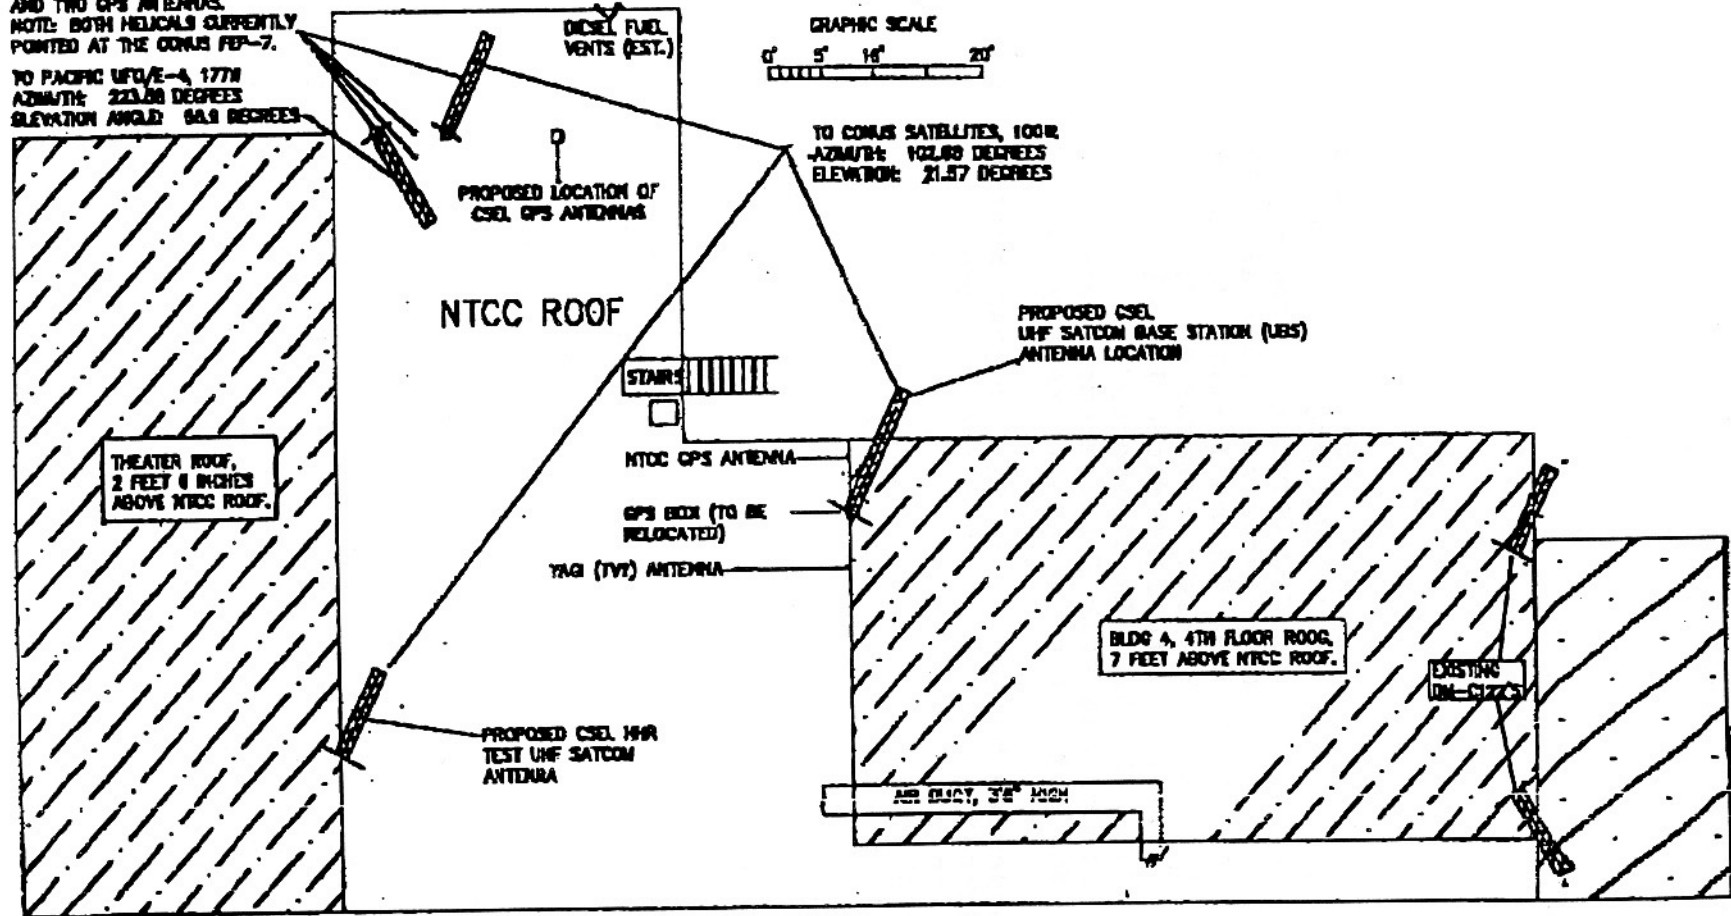 AND TWO GPS ANTENNAS.
NOTE: BOTH HELICALS CURRENTLY
POINTED AT THE CONUS FEP-7.
TO PACIFIC UFO/E-4, 177W
AZIMUTH: DEGREES
ELEVATION ANGLE: DEGREES
DIESEL FUEL
VENTS (EST.)
GRAPHIC SCALE
0' 5' 20'
TO CONUS SATELLITES,
AZIMUTH: DEGREES
ELEVATION: 21.57 DEGREES
PROPOSED LOCATION OF
CSEL GPS ANTENNAS
NTCC ROOF
STAIRS
PROPOSED CSEL
UHF SATCOM BASE STATION (UBS)
ANTENNA LOCATION
THEATER ROOF,
2 FEET INCHES
ABOVE NTCC ROOF.
NTCC GPS ANTENNA
GPS BOX (TO BE
RELOCATED)
YAGI (TVT) ANTENNA
BLDG 4, 4TH FLOOR ROOG,
7 FEET ABOVE NTCC ROOF.
EXISTING
PROPOSED CSEL HHR
TEST UHF SATCOM
ANTENNA
AIR DUCT, HIGH